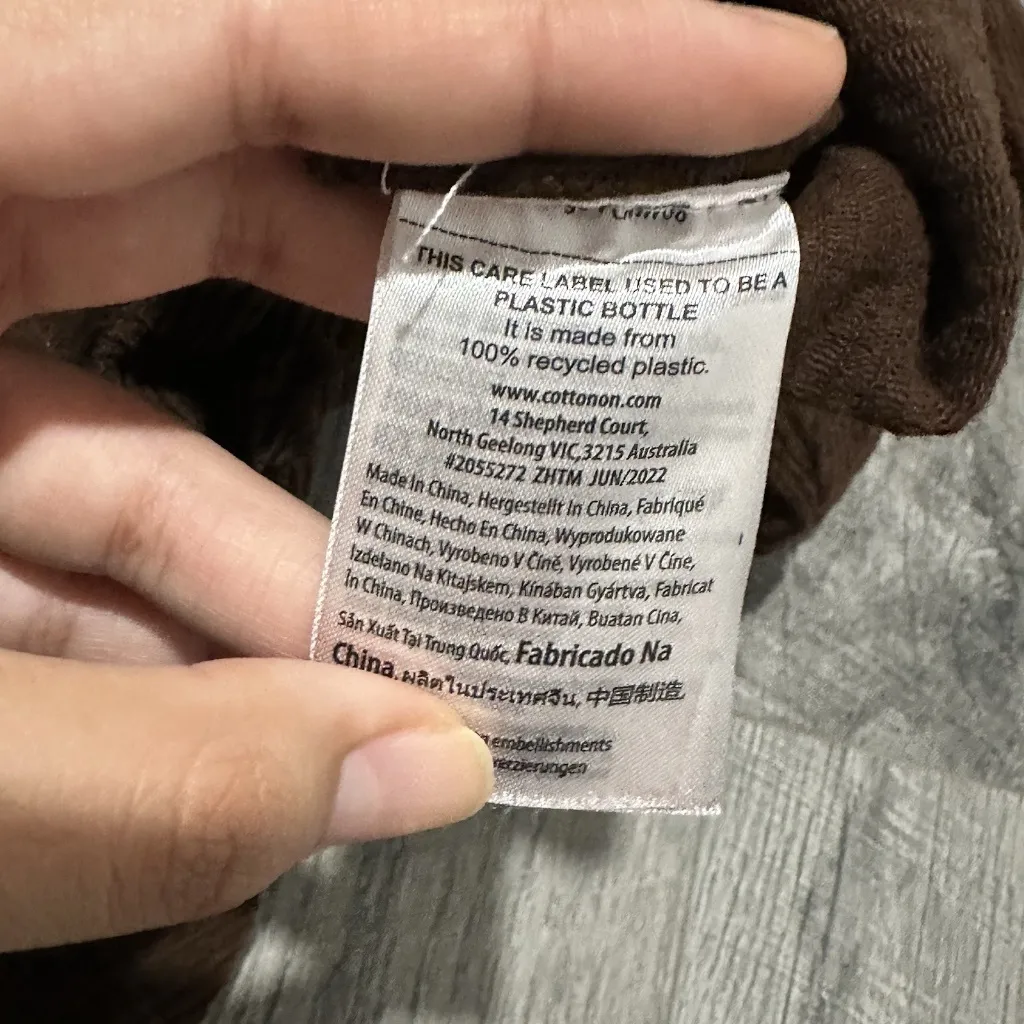 THIS CARE LABEL USED TO BE A
PLASTIC BOTTLE
It is made from
100% recycled plastic.
www.cottonon.com
14 Shepherd Court,
North Geelong VIC,3215 Australia
#2055272 ZHTM JUN/2022
Made In China, Hergestellt In China, Fabriqué
En Chine, Hecho En China, Wyprodukowane
W Chinach, Vyrobeno V Číně, Vyrobené V Číne,
Izdelano Na Kitajskem, Kínában Gyártva, Fabricat
În China, Произведено В Китай, Buatan Cina,
Sản Xuất Tại Trung Quốc, Fabricado Na
China, ผลิตในประเทศจีน, 中国制造,
embellishments